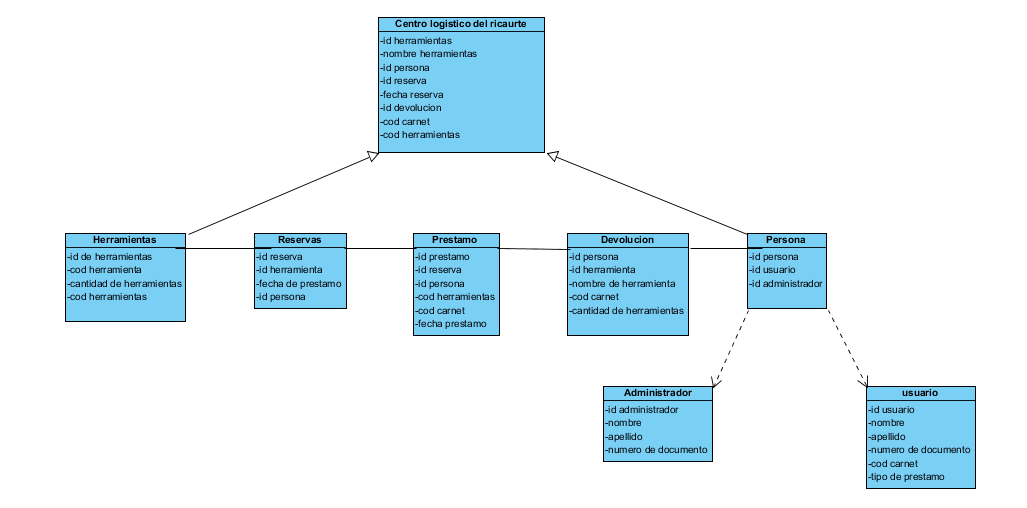 Centro logistico del ricaurte
-id herramientas
-nombre herramientas
-id persona
-id reserva
-fecha reserva
-id devolucion
-cod carnet
-cod herramientas
Herramientas
-id de herramientas
-cod herramienta
-cantidad de herramientas
-cod herramientas
Reservas
-id reserva
-id herramienta
-fecha de prestamo
-id persona
Prestamo
-id prestamo
-id reserva
-id persona
-cod herramientas
-cod carnet
-fecha prestamo
Devolucion
-id persona
-id herramienta
-nombre de herramienta
-cod carnet
-cantidad de herramientas
Persona
-id persona
-id usuario
-id administrador
Administrador
-id administrador
-nombre
-apellido
-numero de documento
usuario
-id usuario
-nombre
-apellido
-numero de documento
-cod carnet
-tipo de prestamo